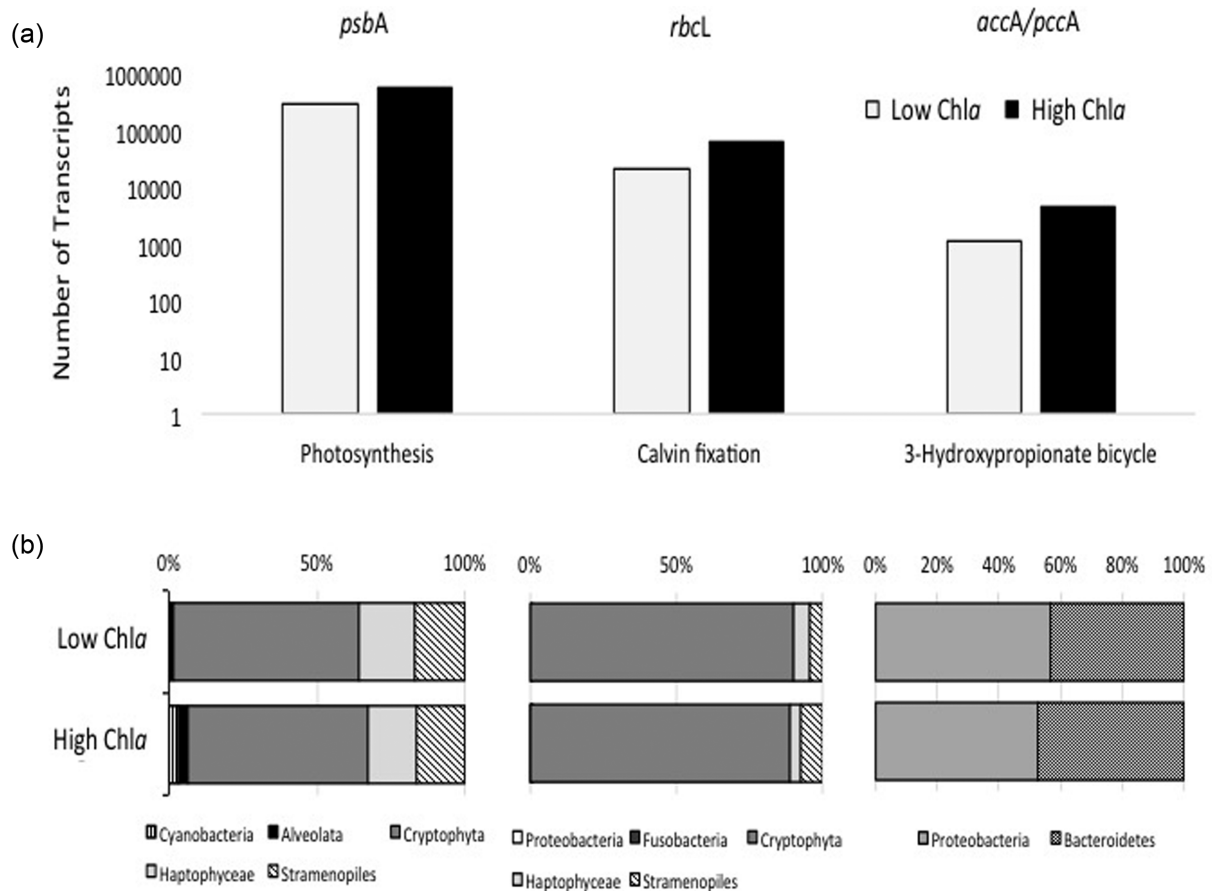 (a)
psbA rbcL accA/pccA
Number of Transcripts
1000000
100000
10000
1000
100
10
1
Low Chla High Chla
Photosynthesis Calvin fixation 3-Hydroxypropionate bicycle
(b)
0% 50% 100% 0% 50% 100% 0% 20% 40% 60% 80% 100%
Low Chla
High Chla
Cyanobacteria Alveolata Cryptophyta Proteobacteria Fusobacteria Cryptophyta Proteobacteria Bacteroidetes
Haptophyceae Stramenopiles Haptophyceae Stramenopiles